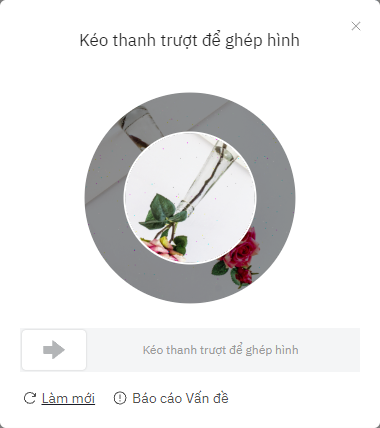 Kéo thanh trượt để ghép hình
Kéo thanh trượt để ghép hình
Làm mới
Báo cáo Vấn đề